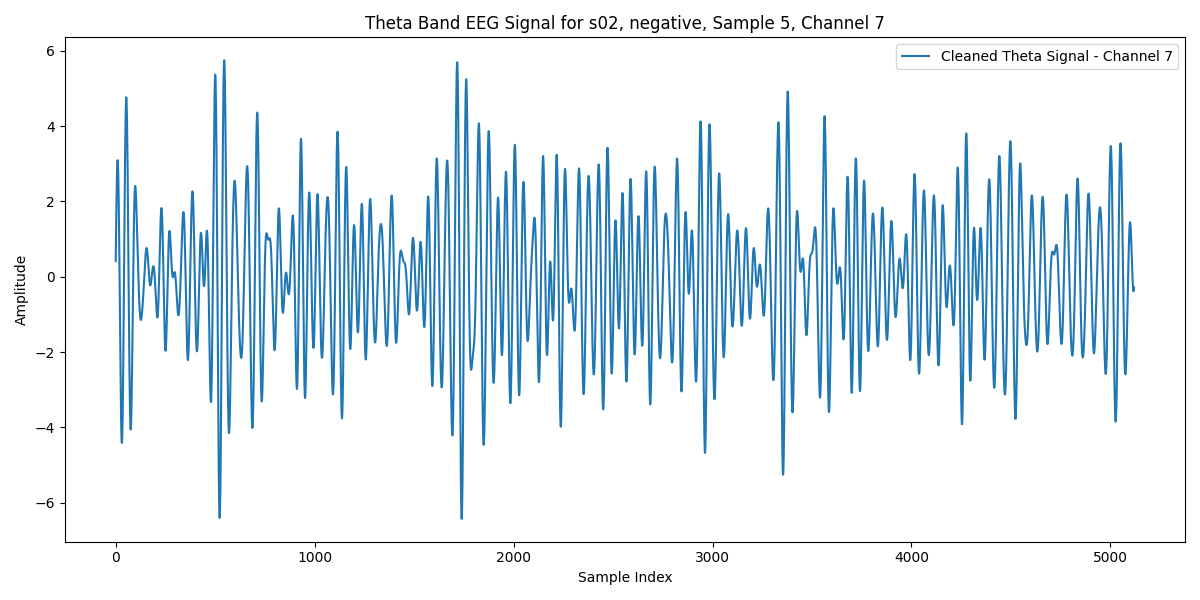 Theta Band EEG Signal for s02, negative, Sample 5, Channel 7
Cleaned Theta Signal - Channel 7
Amplitude
6
4
2
0
−2
−4
−6
0 1000 2000 3000 4000 5000
Sample Index